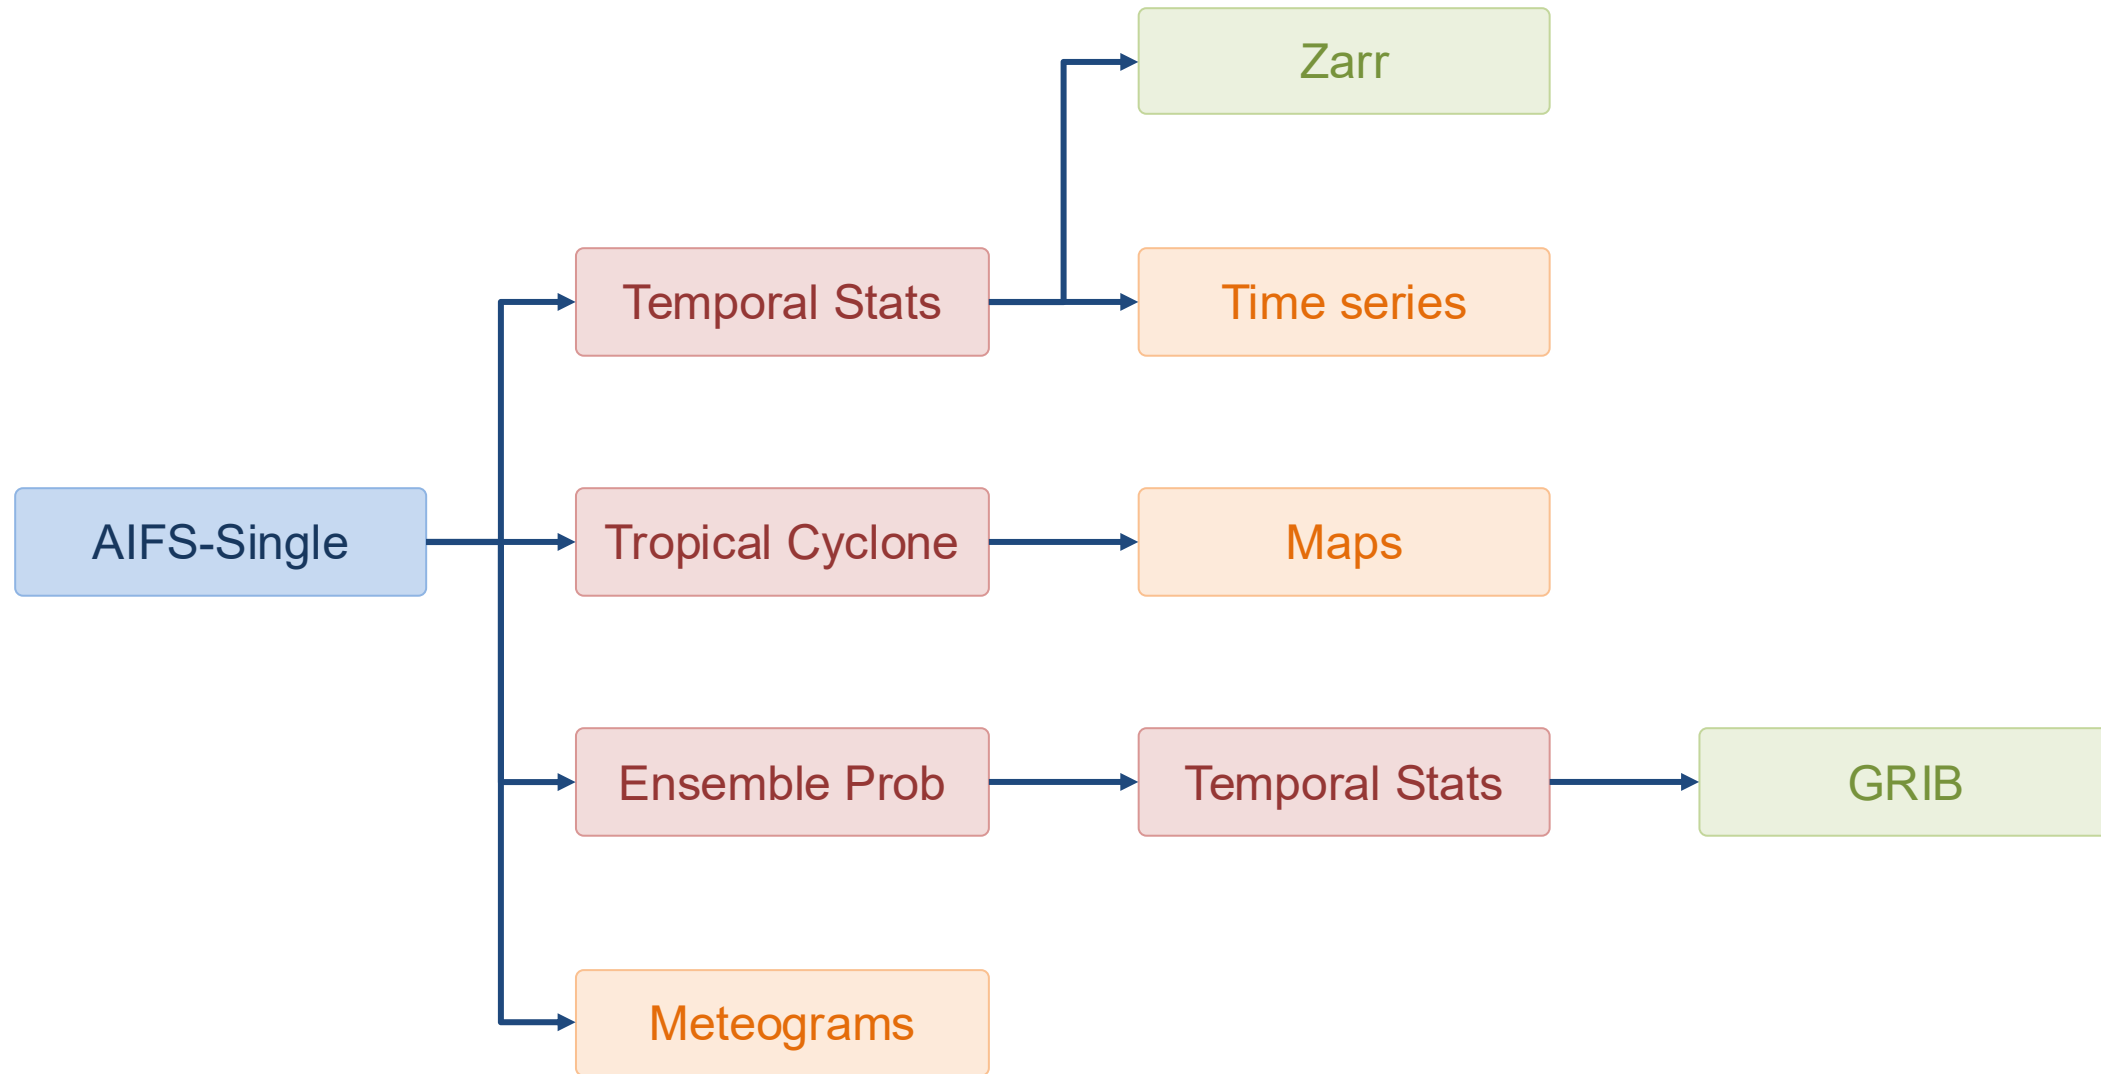 Zarr
Temporal Stats
Time series
AIFS-Single
Tropical Cyclone
Maps
Ensemble Prob
Temporal Stats
GRIB
Meteograms